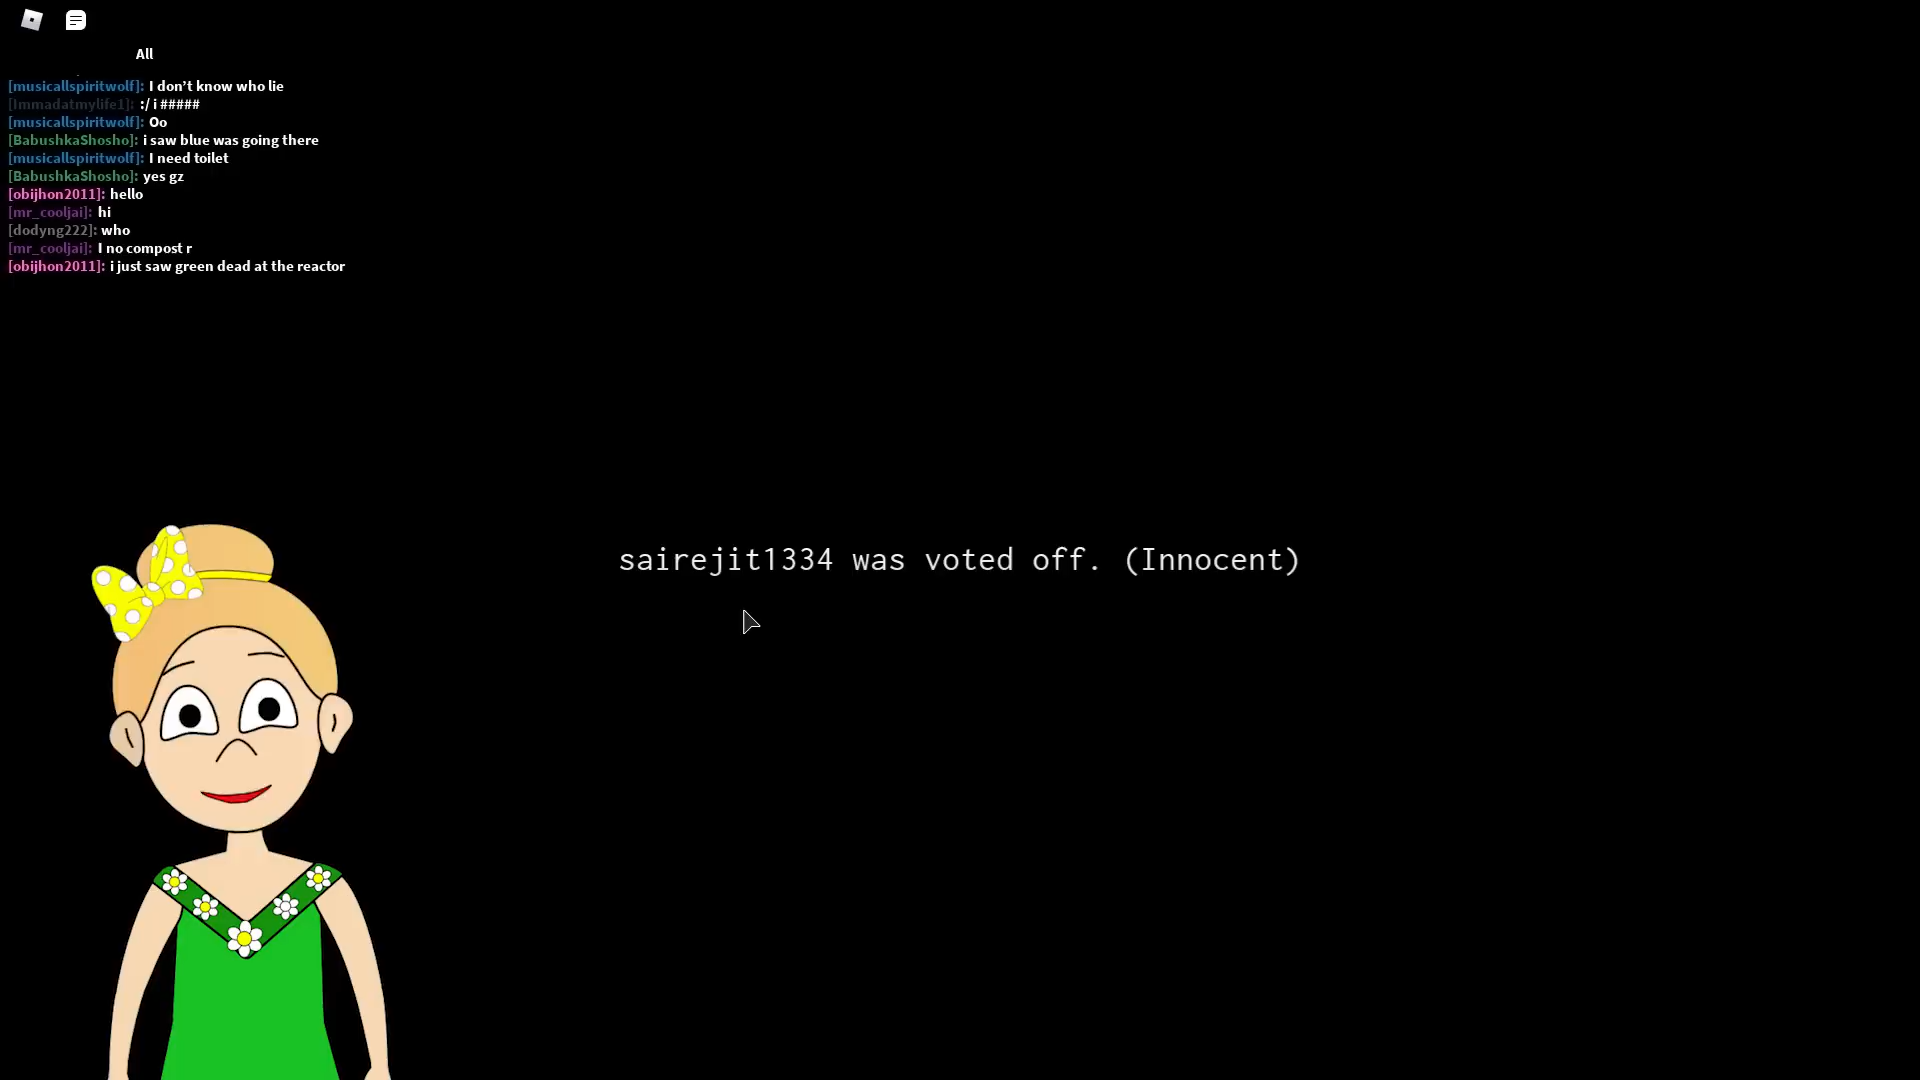 All
[musicallspiritwolf]: I don't know who lie
[Immadatmylife1]: :/ i #####
[musicallspiritwolf]: Oo
[BabushkaShosho]: i saw blue was going there
[musicallspiritwolf]: I need toilet
[BabushkaShosho]: yes gz
[obijhon2011]: hello
[mr_cooljai]: hi
[dodyng222]: who
[mr_cooljai]: I no compost r
[obijhon2011]: i just saw green dead at the reactor
sairejit1334 was voted off. (Innocent)